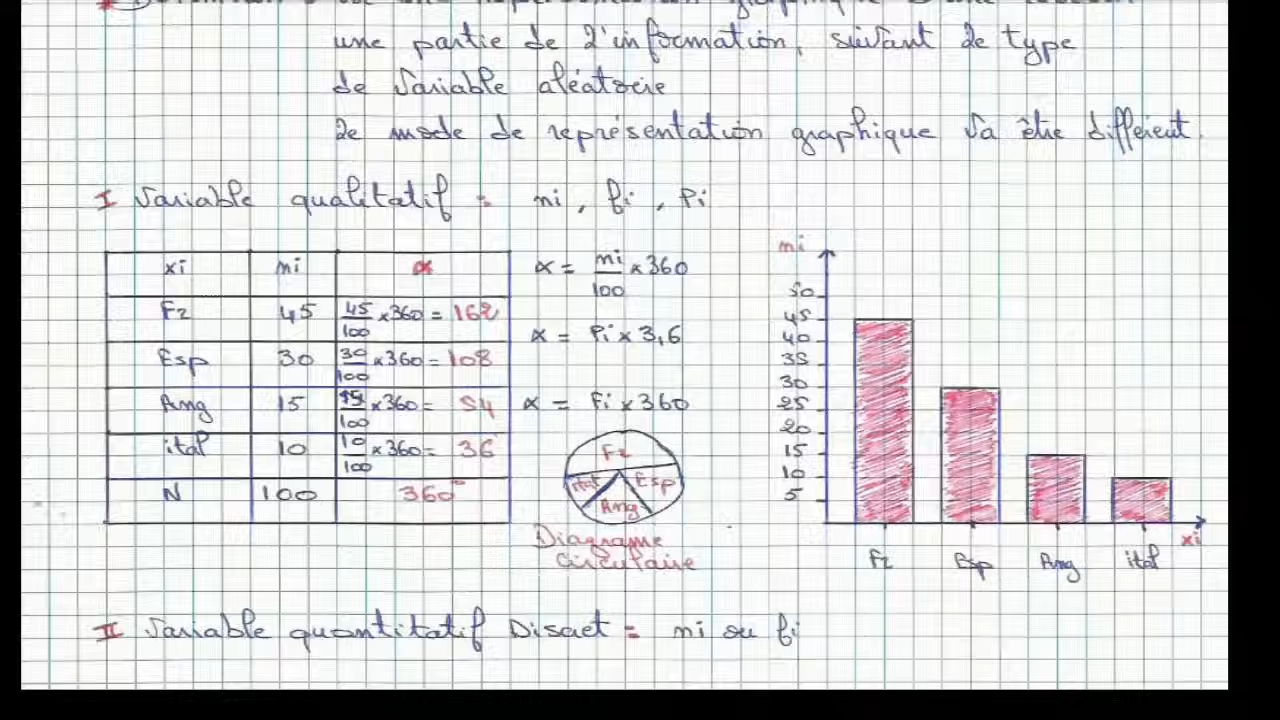 une partie de l'information, suivant le type
de variable aléatoire
le mode de représentation graphique va être différent.
I Variable qualitatif = ni, fi, Pi
xi ni α
Fr 45 45/100 × 360 = 162
Esp 30 30/100 × 360 = 108
Ang 15 15/100 × 360 = 54
ital 10 10/100 × 360 = 36
N 100 360°
α = ni/100 × 360
α = Pi × 3,6
α = Fi × 360
Fr
ital
Esp
Ang
Diagrame
circulaire
ni
50
45
40
35
30
25
20
15
10
5
Fr Esp Ang ital
xi
II Variable quantitatif Discret = ni ou fi